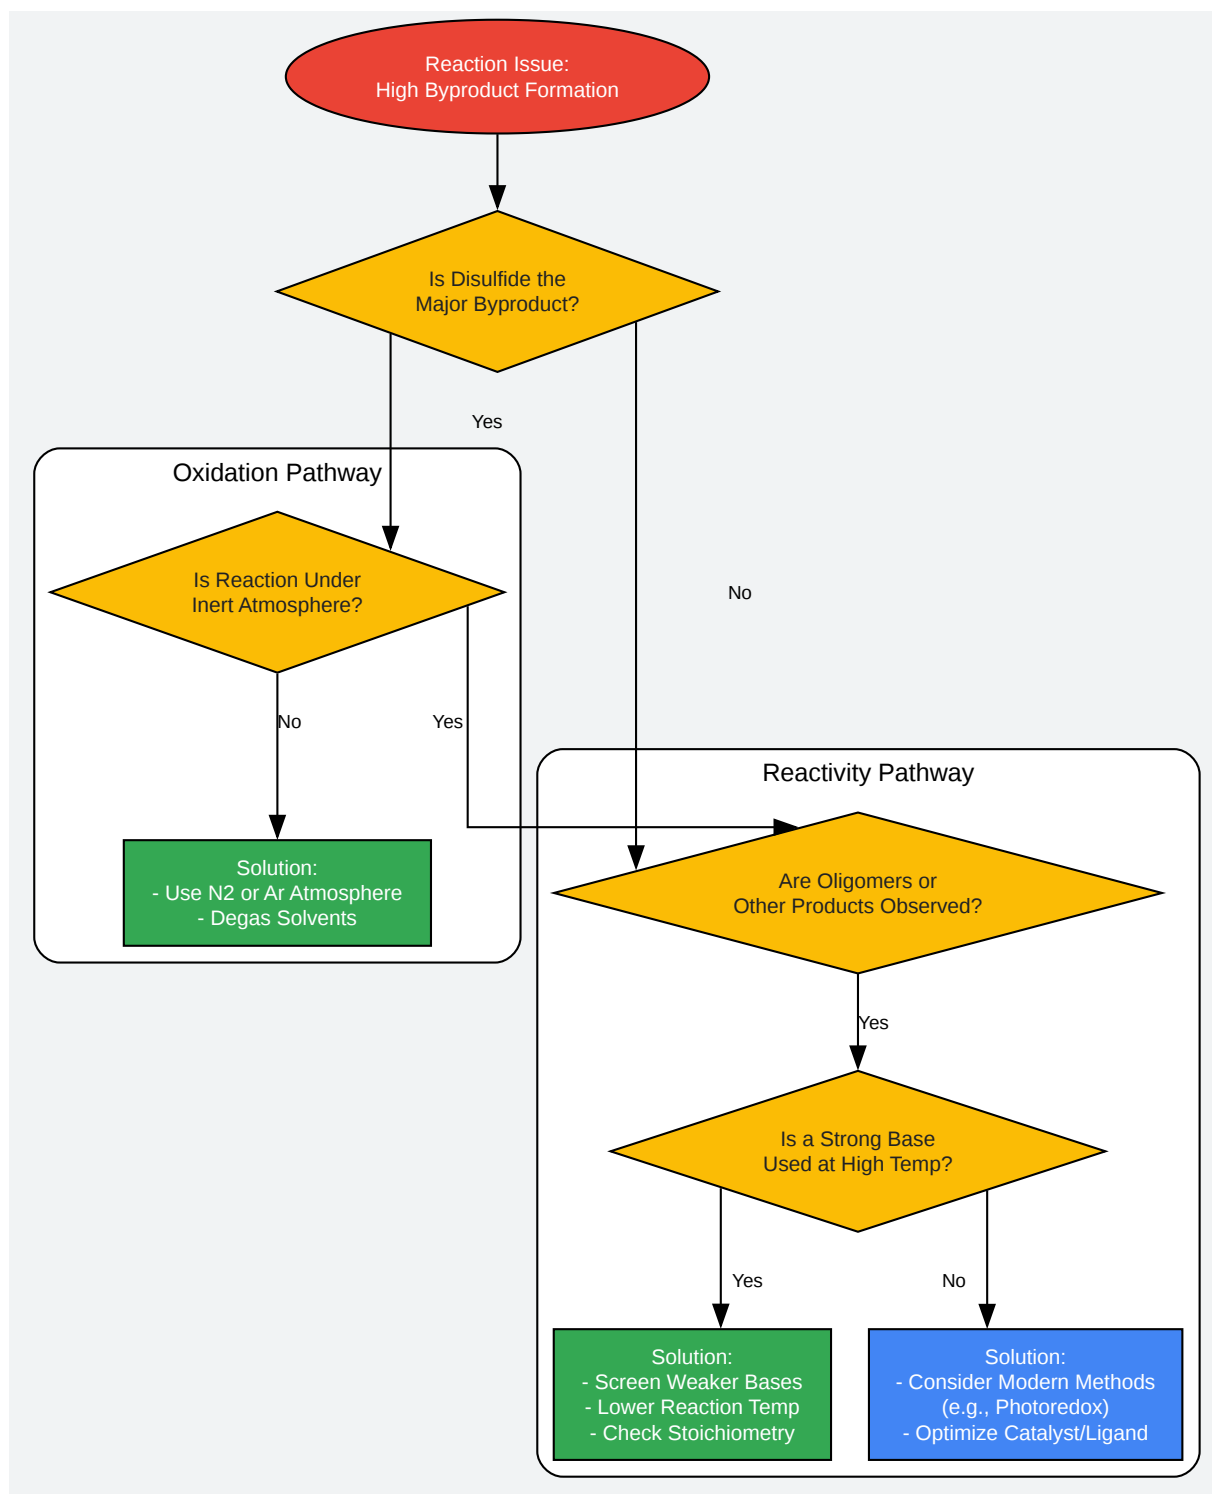 Reaction Issue:
High Byproduct Formation
Is Disulfide the
Major Byproduct?
Yes
Oxidation Pathway
Is Reaction Under
Inert Atmosphere?
No
No
Yes
Reactivity Pathway
Solution:
- Use N2 or Ar Atmosphere
- Degas Solvents
Are Oligomers or
Other Products Observed?
Yes
Is a Strong Base
Used at High Temp?
Yes
No
Solution:
- Screen Weaker Bases
- Lower Reaction Temp
- Check Stoichiometry
Solution:
- Consider Modern Methods
(e.g., Photoredox)
- Optimize Catalyst/Ligand